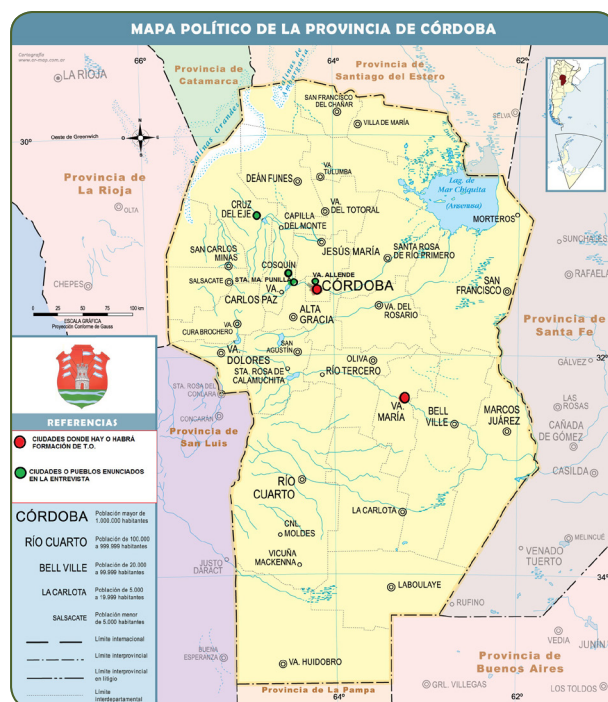 MAPA POLÍTICO DE LA PROVINCIA DE CÓRDOBA
Cartografía
www.er-map.com.ar
66°
64°
62°
LA RIOJA
Provincia de
Catamarca
Salinas de
Ambargasta
Provincia de
Santiago del Estero
SAN FRANCISCO
DEL CHAÑAR
VILLA DE MARÍA
SELVA
Salinas Grandes
30°
Oeste de Greenwich
N
O
E
S
Provincia de
La Rioja
OLTA
DEÁN FUNES
VA.
TULUMBA
Lag. de
Mar Chiquita
o (Ansenuza)
CRUZ
DEL EJE
VA.
DEL TOTORAL
CAPILLA
DEL MONTE
MORTEROS
SUNCHALES
JESÚS MARÍA
SAN CARLOS
MINAS
SANTA ROSA
DE RÍO PRIMERO
COSQUÍN
RAFAELA
CHEPES
SALSACATE
STA. MA. PUNILLA
VA. ALLENDE
CÓRDOBA
VA.
CARLOS PAZ
SAN
FRANCISCO
0 25 50 100 km
ESCALA GRÁFICA
Proyección Conforme de Gauss
VA. DEL
ROSARIO
ALTA
GRACIA
Provincia de
Santa Fe
VA.
CURA BROCHERO
SAN
AGUSTÍN
VA.
DOLORES
OLIVA
32°
GÁLVEZ
STA. ROSA DE
CALAMUCHITA
RÍO TERCERO
STA. ROSA DEL
CONLARA
CONCARÁN
VA.
MARÍA
BELL
VILLE
MARCOS
JUÁREZ
LAS
ROSAS
CAÑADA
DE GÓMEZ
Provincia de
San Luis
CASILDA
REFERENCIAS
CIUDADES DONDE HAY O HABRÁ
FORMACIÓN DE T.O.
CIUDADES O PUEBLOS ENUNCIADOS
EN LA ENTREVISTA
RÍO
CUARTO
LA CARLOTA
CNL.
MOLDES
MELINCUÉ
VENADO
TUERTO
JUSTO
DARACT
VICUÑA
MACKENNA
34°
LABOULAYE
RUFINO
CÓRDOBA Población mayor de
1.000.000 habitantes
RÍO CUARTO Población de 100.000
a 999.999 habitantes
BELL VILLE Población de 20.000
a 99.999 habitantes
LA CARLOTA Población de 5.000
a 19.999 habitantes
SALSACATE Población menor
de 5.000 habitantes
Límite internacional
Límite interprovincial
Límite interprovincial
en litigio
Límite
interdepartamental
BUENA
ESPERANZA
VEDIA
JUNÍN
VA. HUIDOBRO
Provincia de
Buenos Aires
Provincia de La Pampa
64°
GRL. VILLEGAS
62°
LOS TOLDOS